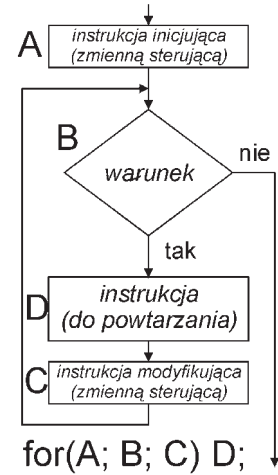 A
instrukcja inicjująca
(zmienną sterującą)
B
warunek
nie
tak
D
instrukcja
(do powtarzania)
C
instrukcja modyfikująca
(zmienną sterującą)
for(A; B; C) D;